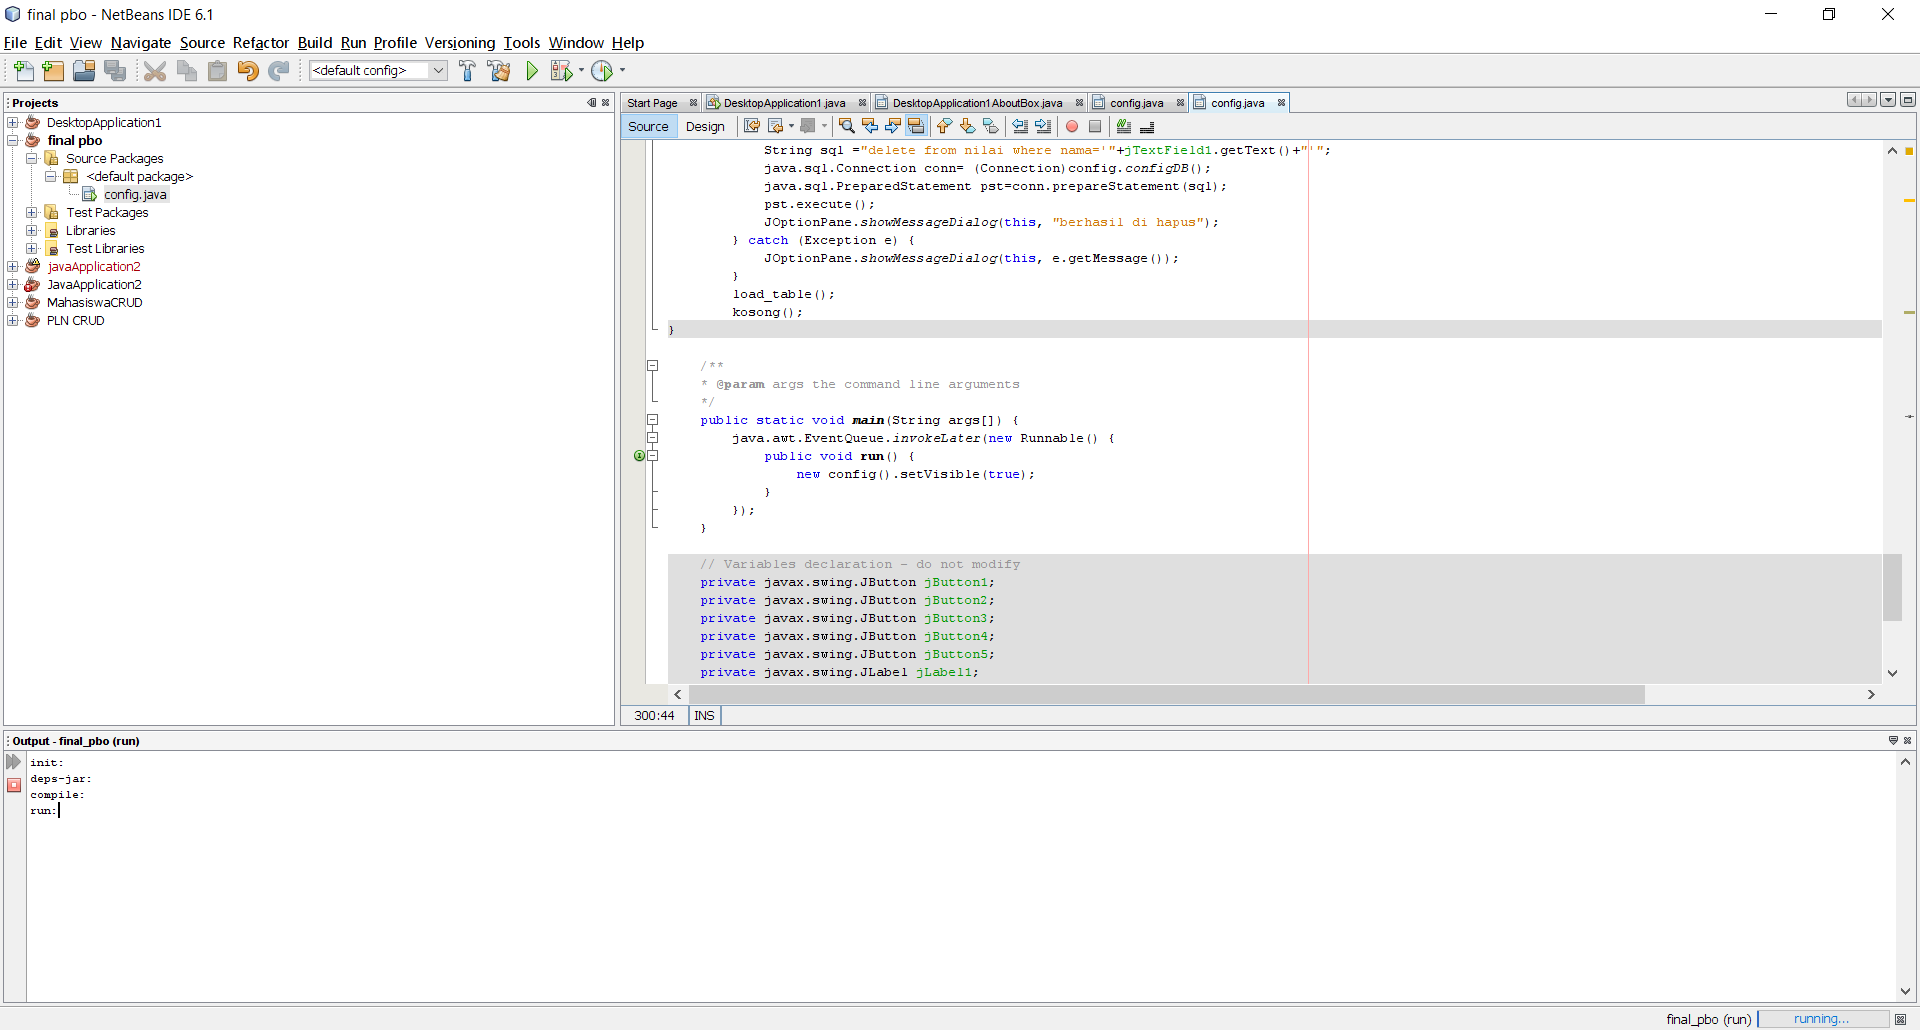 final pbo - NetBeans IDE 6.1
File Edit View Navigate Source Refactor Build Run Profile Versioning Tools Window Help
<default config>
Projects
DesktopApplication1
final pbo
Source Packages
<default package>
config.java
Test Packages
Libraries
Test Libraries
javaApplication2
JavaApplication2
MahasiswaCRUD
PLN CRUD
Start Page DesktopApplication1.java DesktopApplication1AboutBox.java config.java config.java
Source Design
String sql ="delete from nilai where nama='"+jTextField1.getText()+"'";
java.sql.Connection conn= (Connection)config.configDB();
java.sql.PreparedStatement pst=conn.prepareStatement(sql);
pst.execute();
JOptionPane.showMessageDialog(this, "berhasil di hapus");
} catch (Exception e) {
JOptionPane.showMessageDialog(this, e.getMessage());
}
load_table();
kosong();
}
/**
* @param args the command line arguments
*/
public static void main(String args[]) {
java.awt.EventQueue.invokeLater(new Runnable() {
public void run() {
new config().setVisible(true);
}
});
}
// Variables declaration - do not modify
private javax.swing.JButton jButton1;
private javax.swing.JButton jButton2;
private javax.swing.JButton jButton3;
private javax.swing.JButton jButton4;
private javax.swing.JButton jButton5;
private javax.swing.JLabel jLabel1;
300:44 INS
Output - final_pbo (run)
init:
deps-jar:
compile:
run:
final_pbo (run) running...